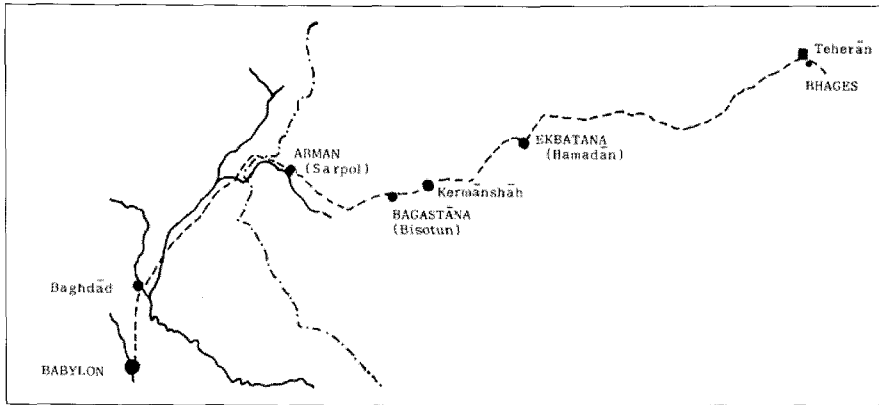 Teherān
RHAGES
EKBATANA
(Hamadān)
ARMAN
(Sarpol)
Kermānshāh
BAGASTĀNA
(Bisotun)
Baghdād
BABYLON